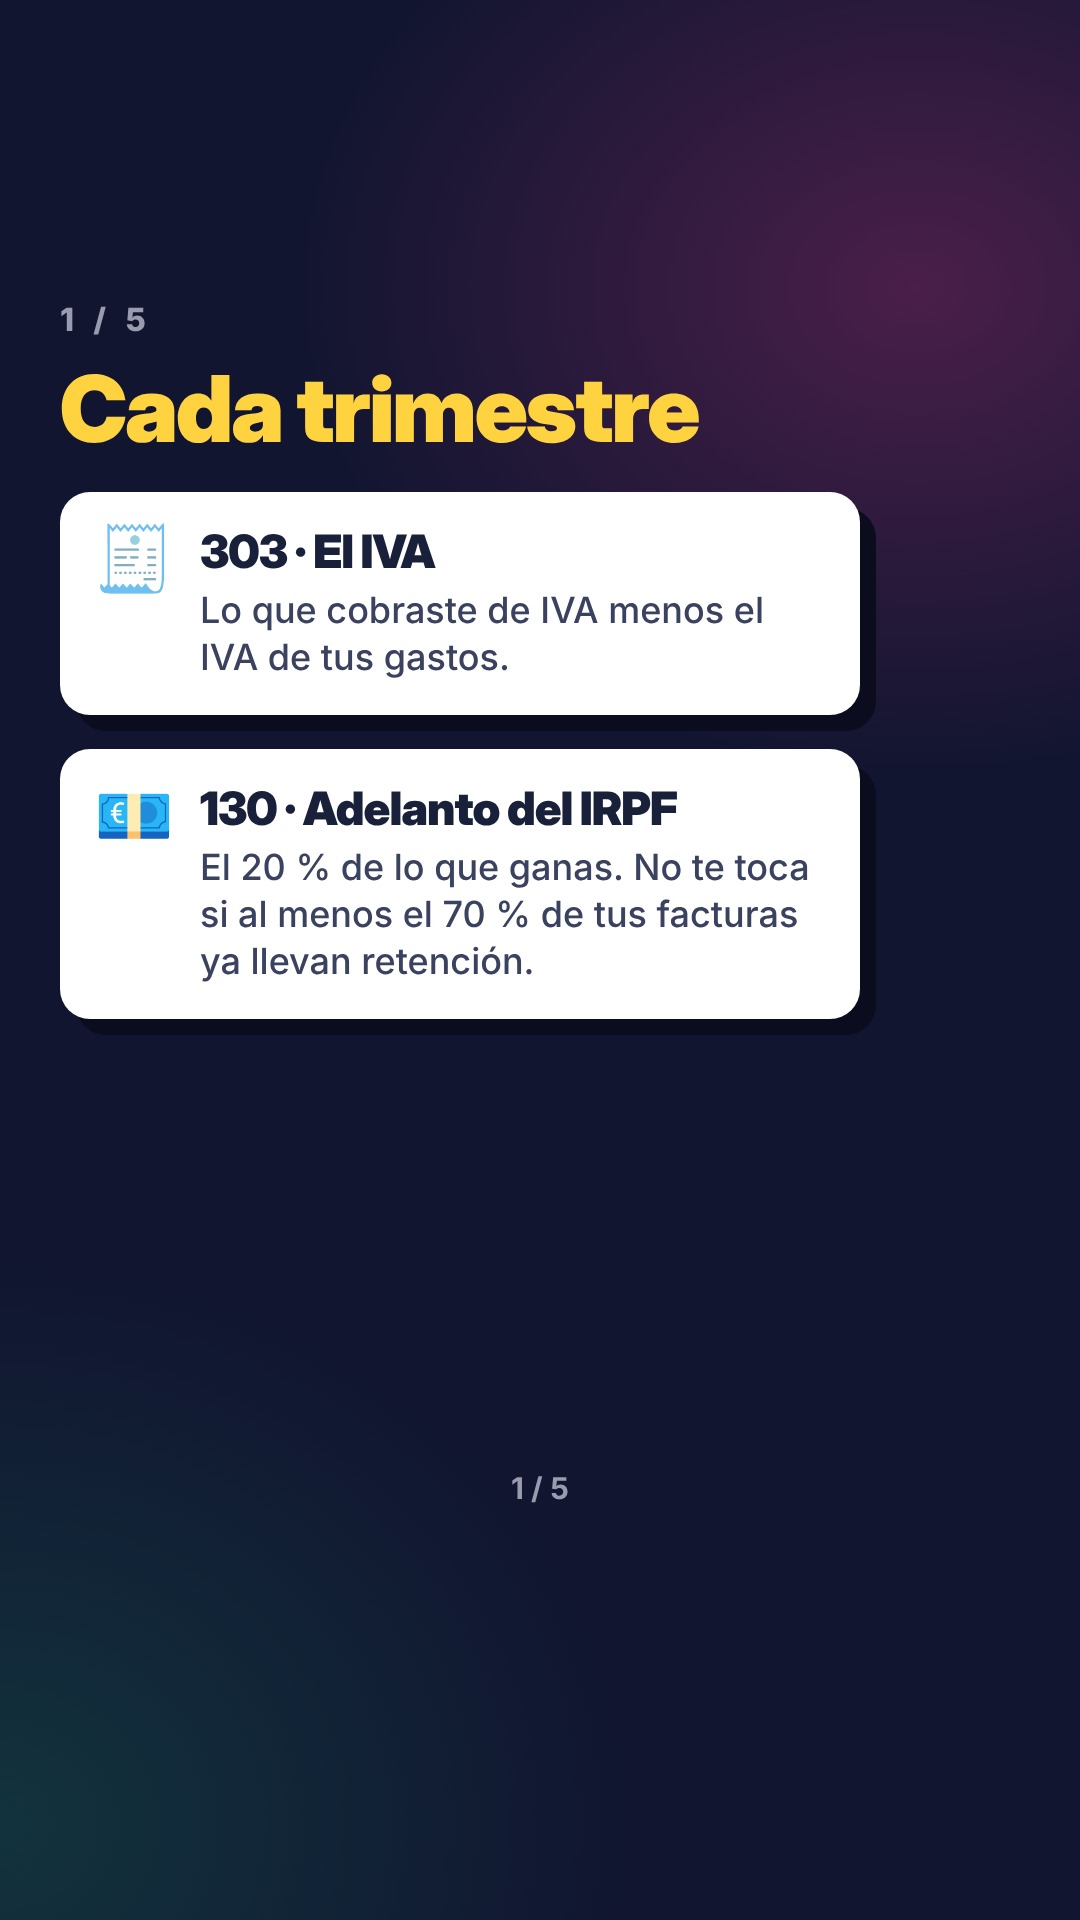 1 / 5
Cada trimestre
303 · El IVA
Lo que cobraste de IVA menos el
IVA de tus gastos.
€
130 · Adelanto del IRPF
El 20 % de lo que ganas. No te toca
si al menos el 70 % de tus facturas
ya llevan retención.
1 / 5